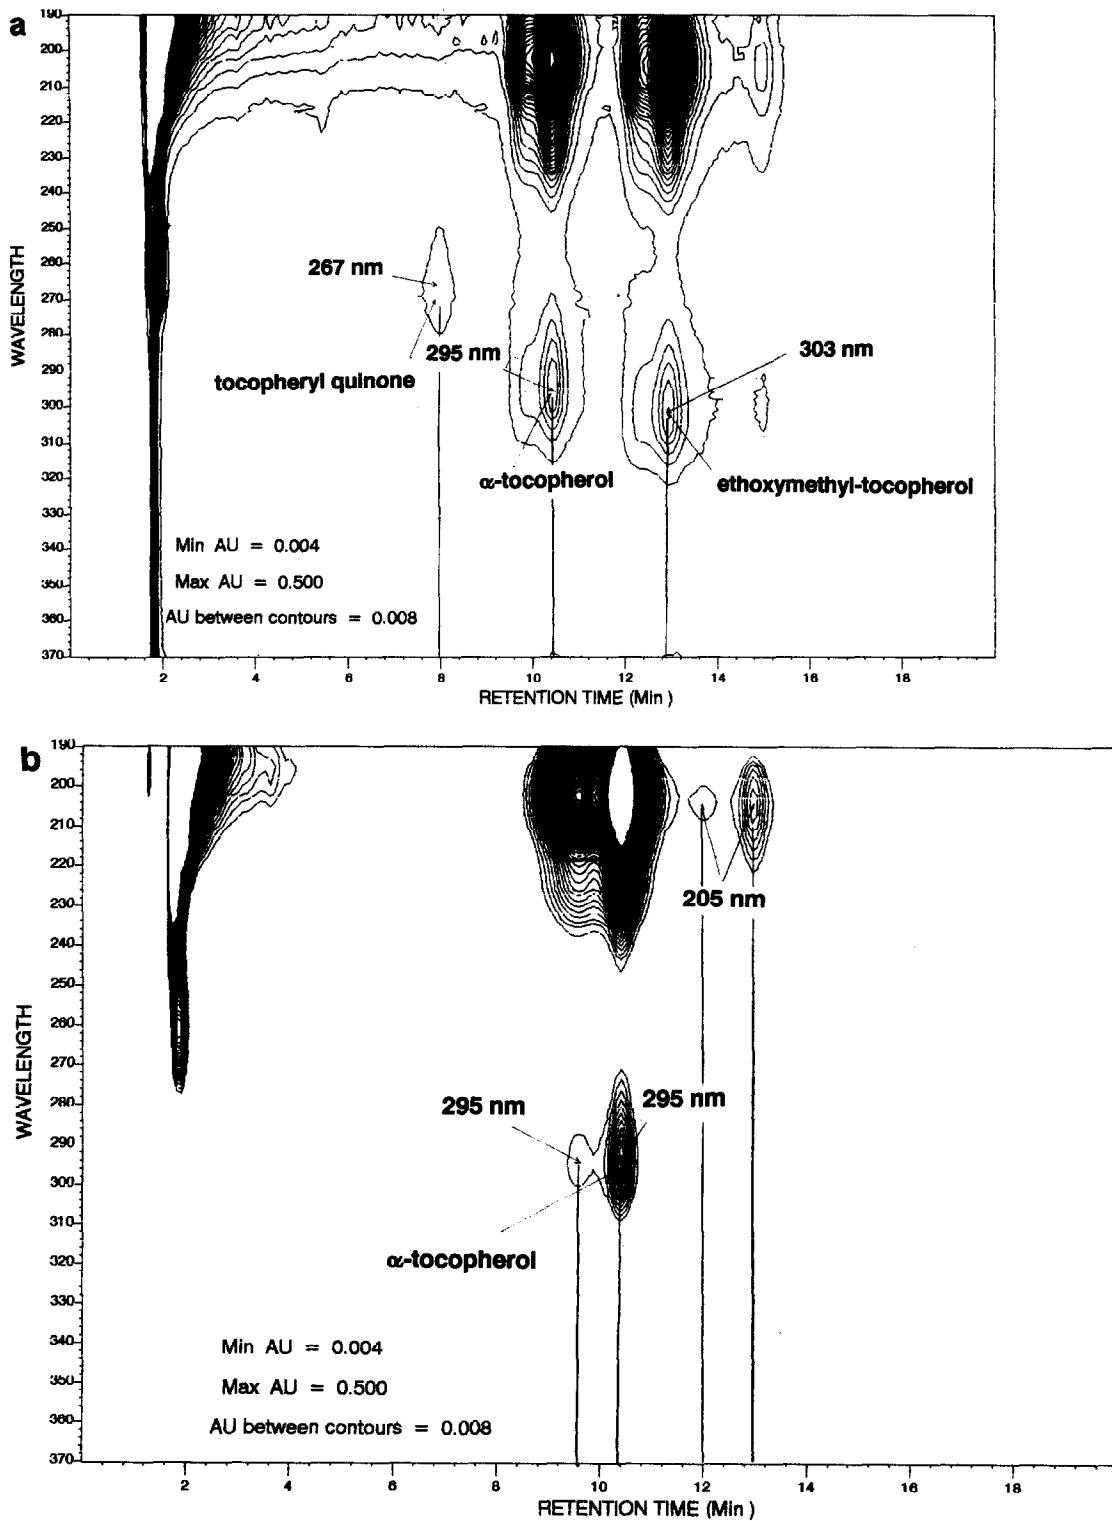 a
190
200
210
220
230
240
250
260
270
280
290
300
310
320
330
340
350
360
370
WAVELENGTH
267 nm
295 nm
303 nm
tocopheryl quinone
α-tocopherol
ethoxymethyl-tocopherol
Min AU = 0.004
Max AU = 0.500
AU between contours = 0.008
2 4 6 8 10 12 14 16 18
RETENTION TIME (Min )
b
190
200
210
220
230
240
250
260
270
280
290
300
310
320
330
340
350
360
370
WAVELENGTH
205 nm
295 nm
295 nm
α-tocopherol
Min AU = 0.004
Max AU = 0.500
AU between contours = 0.008
2 4 6 8 10 12 14 16 18
RETENTION TIME (Min )